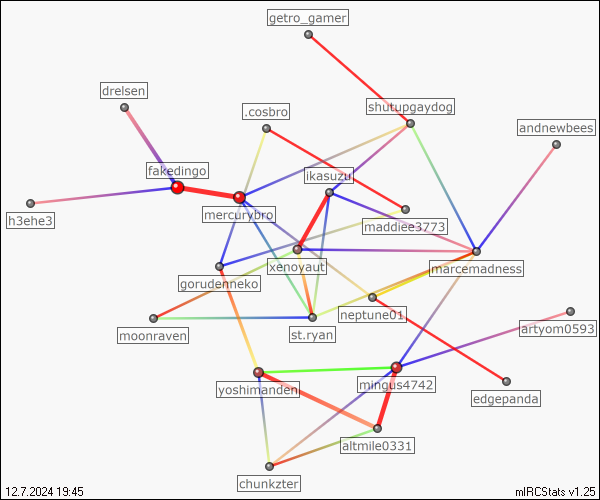 getro_gamer
drelsen
.cosbro
shutupgaydog
andnewbees
fakedingo
ikasuzu
h3ehe3
mercurybro
maddiee3773
xenoyaut
marcemadness
gorudenneko
moonraven
st.ryan
neptune01
artyom0593
yoshimanden
mingus4742
edgepanda
altmile0331
chunkzter
12.7.2024 19:45
mIRCStats v1.25